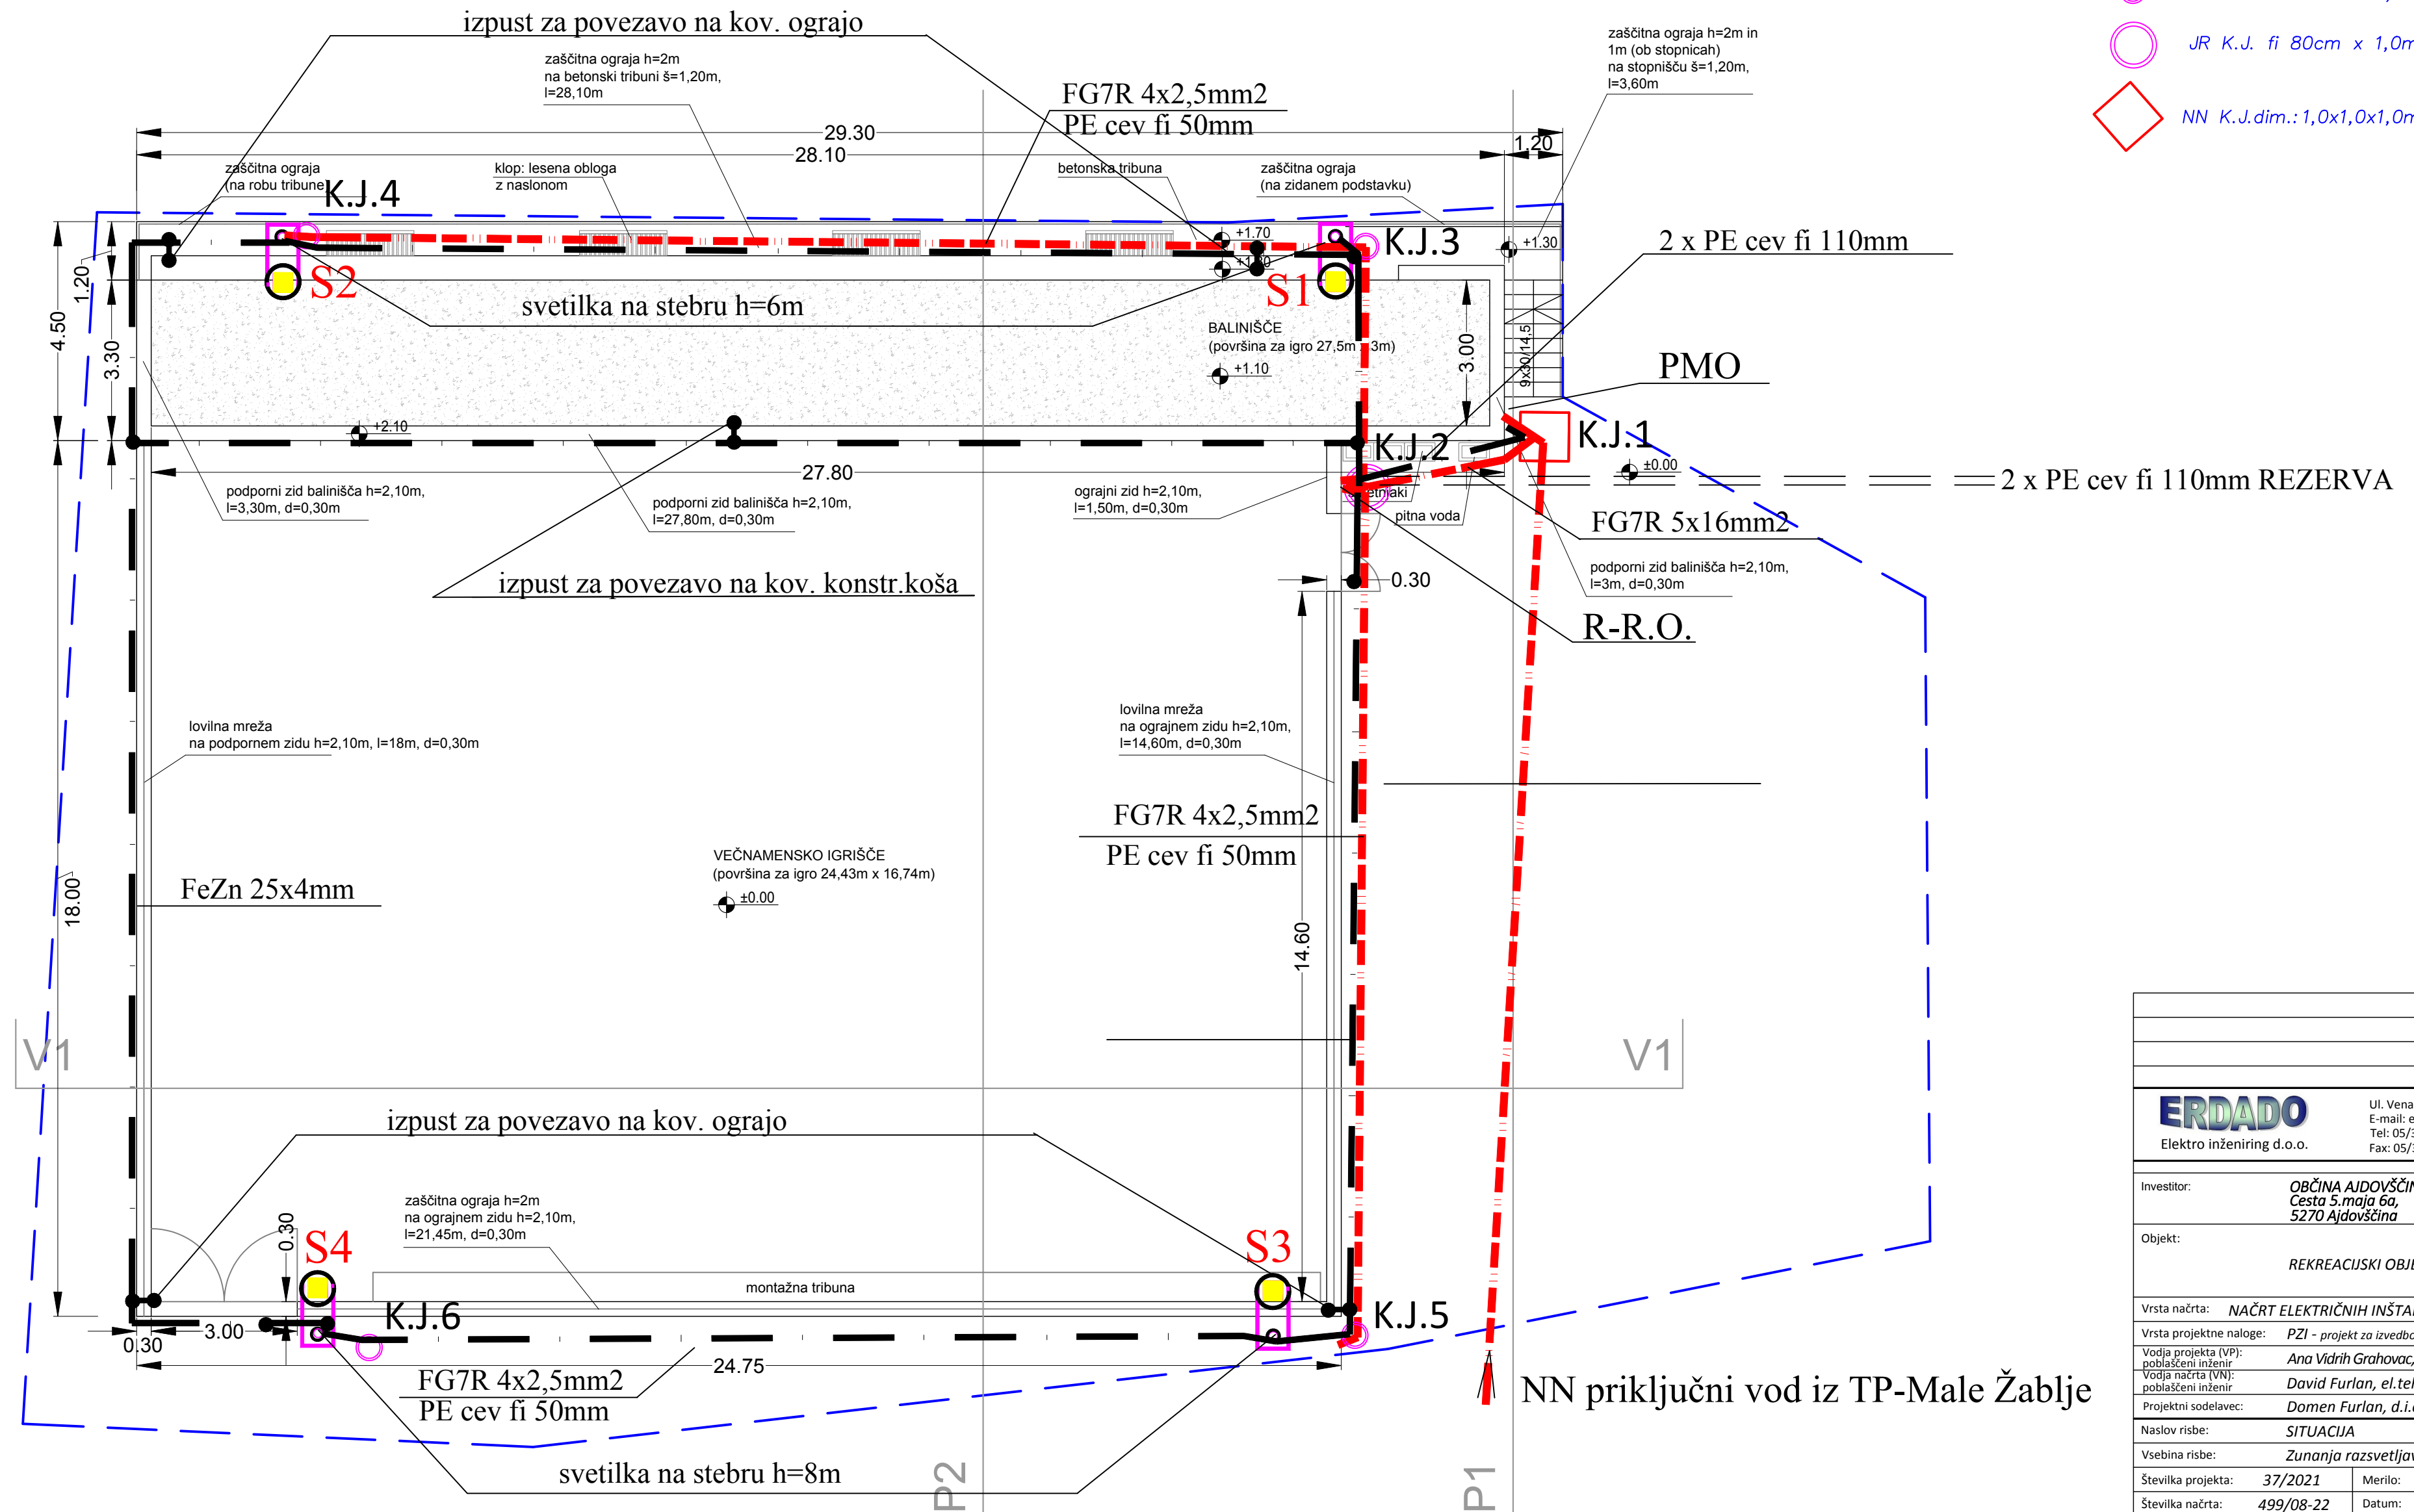 izpust za povezavo na kov. ograjo
zaščitna ograja h=2m
na betonski tribuni š=1,20m,
l=28,10m
FG7R 4x2,5mm2
PE cev fi 50mm
zaščitna ograja h=2m in
1m (ob stopnicah)
na stopnišču š=1,20m,
l=3,60m
JR K.J. fi 80cm x 1,0m
NN K.J.dim.:1,0x1,0x1,0m
29.30
28.10
1.20
zaščitna ograja
(na robu tribune)
K.J.4
klop: lesena obloga
z naslonom
betonska tribuna
zaščitna ograja
(na zidanem podstavku)
+1.70
K.J.3
+1.30
2 x PE cev fi 110mm
1.20
4.50
3.30
S2
S1
svetilka na stebru h=6m
BALINIŠČE
(površina za igro 27,5m x 3m)
+1.10
3.00
9x30/14,5
PMO
+2.10
K.J.2
K.J.1
±0.00
27.80
2 x PE cev fi 110mm REZERVA
podporni zid balinišča h=2,10m,
l=3,30m, d=0,30m
podporni zid balinišča h=2,10m,
l=27,80m, d=0,30m
ograjni zid h=2,10m,
l=1,50m, d=0,30m
pitna voda
FG7R 5x16mm2
izpust za povezavo na kov. konstr.koša
0.30
podporni zid balinišča h=2,10m,
l=3m, d=0,30m
R-R.O.
lovilna mreža
na podpornem zidu h=2,10m, l=18m, d=0,30m
lovilna mreža
na ograjnem zidu h=2,10m,
l=14,60m, d=0,30m
FG7R 4x2,5mm2
PE cev fi 50mm
VEČNAMENSKO IGRIŠČE
(površina za igro 24,43m x 16,74m)
±0.00
FeZn 25x4mm
18.00
14.60
V1
V1
izpust za povezavo na kov. ograjo
zaščitna ograja h=2m
na ograjnem zidu h=2,10m,
l=21,45m, d=0,30m
0.30
S4
S3
montažna tribuna
K.J.6
K.J.5
3.00
0.30
24.75
FG7R 4x2,5mm2
PE cev fi 50mm
NN priključni vod iz TP-Male Žablje
svetilka na stebru h=8m
P2
P1
ERDADO
Elektro inženiring d.o.o.
Ul. Vena
E-mail: e
Tel: 05/3
Fax: 05/3
Investitor: OBČINA AJDOVŠČIN
Cesta 5.maja 6a,
5270 Ajdovščina
Objekt:
REKREACIJSKI OBJE
Vrsta načrta: NAČRT ELEKTRIČNIH INŠTA
Vrsta projektne naloge: PZI - projekt za izvedbo
Vodja projekta (VP):
pooblaščeni inženir Ana Vidrih Grahovac,
Vodja načrta (VN):
pooblaščeni inženir David Furlan, el.teh
Projektni sodelavec: Domen Furlan, d.i.e
Naslov risbe: SITUACIJA
Vsebina risbe: Zunanja razsvetljav
Številka projekta: 37/2021 Merilo:
Številka načrta: 499/08-22 Datum: